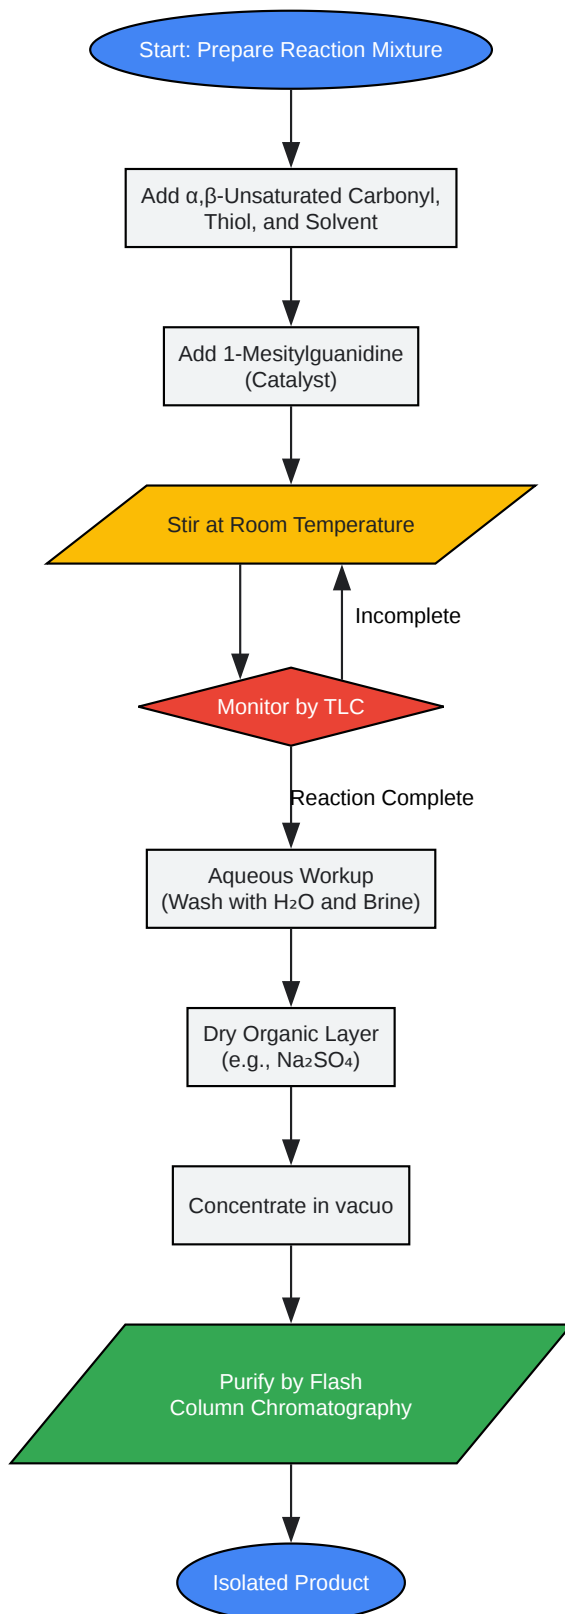 Start: Prepare Reaction Mixture
Add α,β-Unsaturated Carbonyl,
Thiol, and Solvent
Add 1-Mesitylguanidine
(Catalyst)
Stir at Room Temperature
Incomplete
Monitor by TLC
Reaction Complete
Aqueous Workup
(Wash with H₂O and Brine)
Dry Organic Layer
(e.g., Na₂SO₄)
Concentrate in vacuo
Purify by Flash
Column Chromatography
Isolated Product